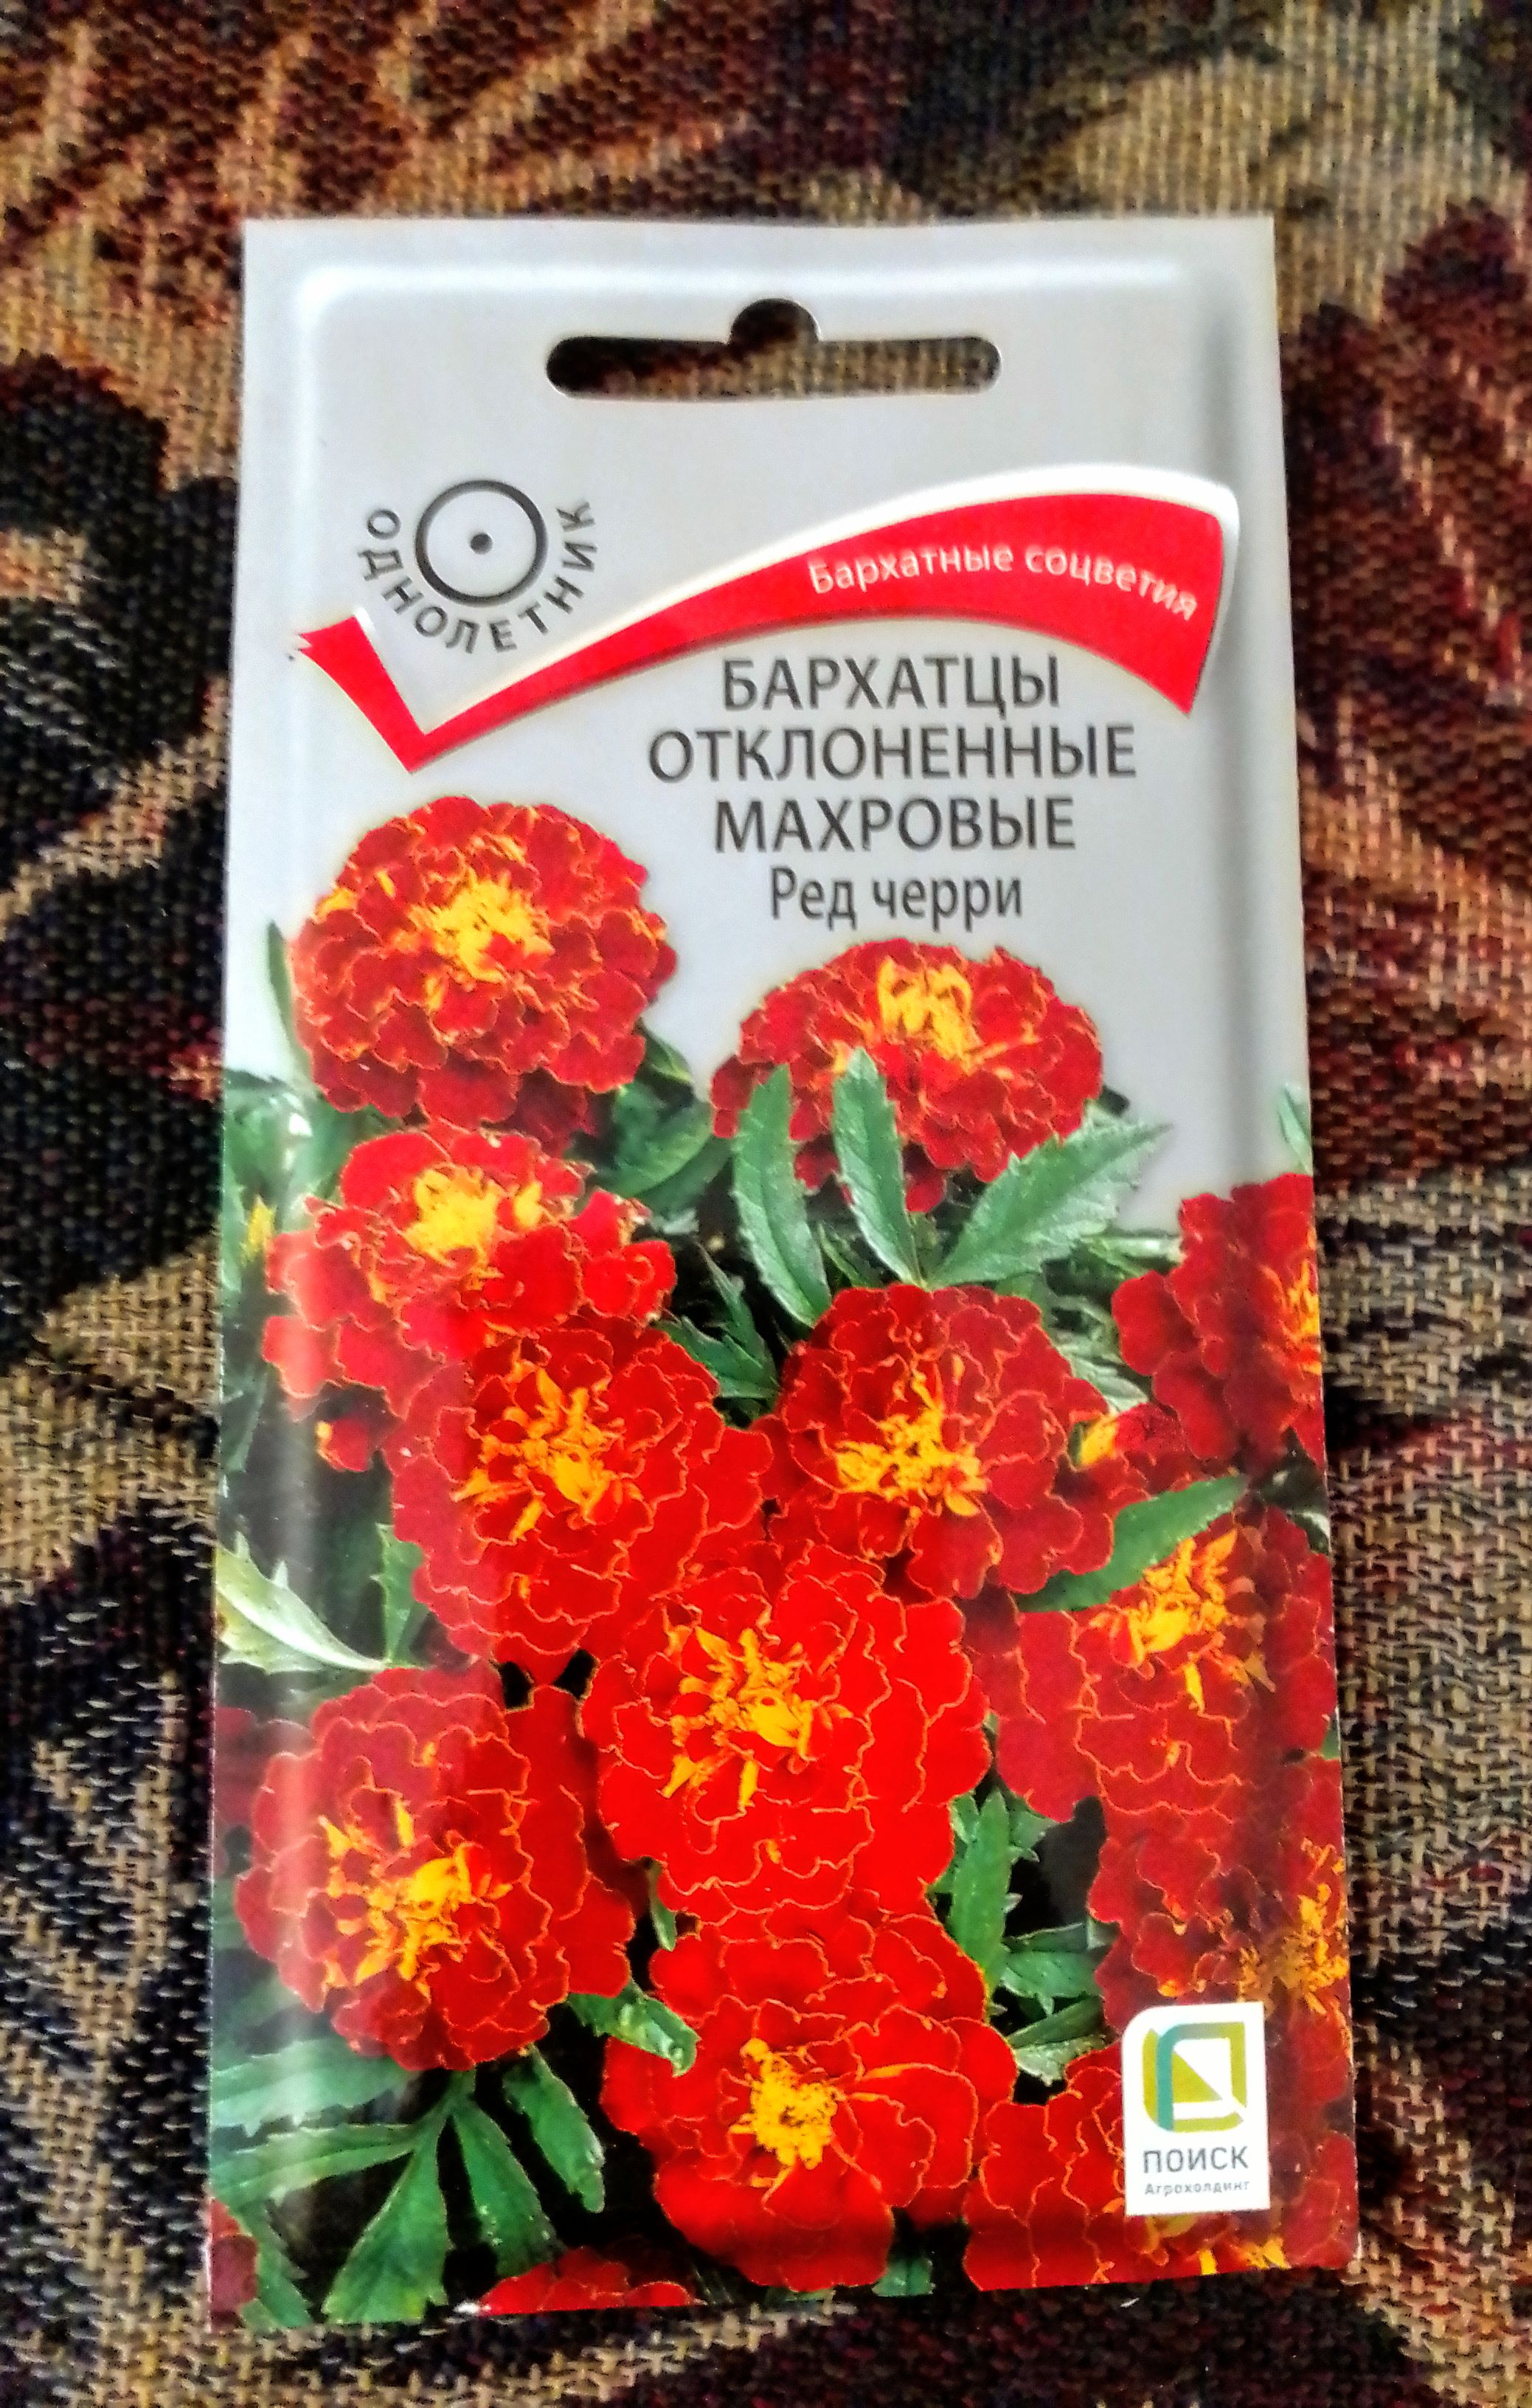 ОДНОЛЕТНИК
Бархатные соцветия
БАРХАТЦЫ
ОТКЛОНЕННЫЕ
МАХРОВЫЕ
Ред черри
ПОИСК
Агрохолдинг